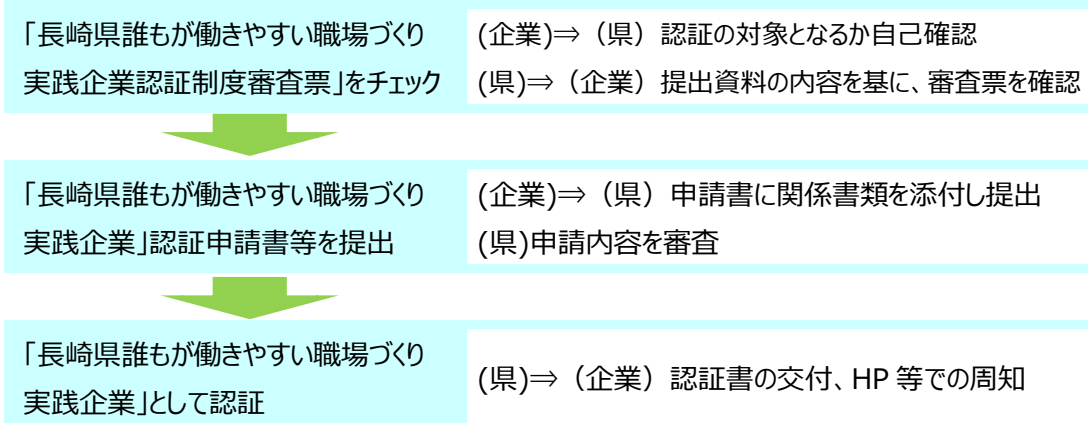 「長崎県誰もが働きやすい職場づくり
実践企業認証制度審査票」をチェック
(企業)⇒（県）認証の対象となるか自己確認
(県)⇒（企業）提出資料の内容を基に、審査票を確認
「長崎県誰もが働きやすい職場づくり
実践企業」認証申請書等を提出
(企業)⇒（県）申請書に関係書類を添付し提出
(県)申請内容を審査
「長崎県誰もが働きやすい職場づくり
実践企業」として認証
(県)⇒（企業）認証書の交付、HP 等での周知